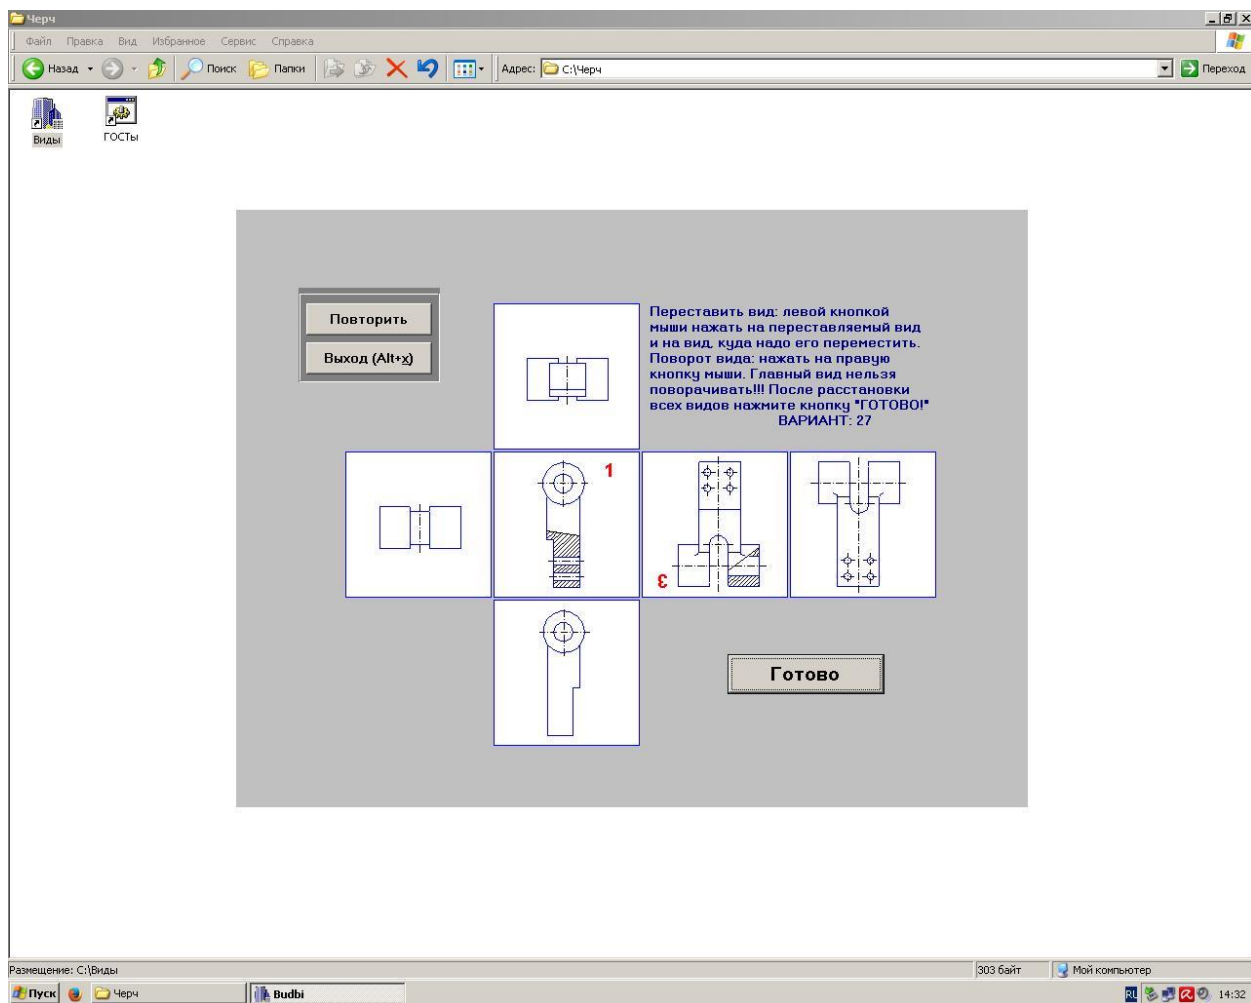 Черч
Файл Правка Вид Избранное Сервис Справка
Назад Поиск Папки Адрес: C:\Черч Переход
Виды ГОСТы
Повторить
Выход (Alt+x)
Переставить вид: левой кнопкой
мыши нажать на переставляемый вид
и на вид, куда надо его переместить.
Поворот вида: нажать на правую
кнопку мыши. Главный вид нельзя
поворачивать!!! После расстановки
всех видов нажмите кнопку "ГОТОВО!"
ВАРИАНТ: 27
1
3
Готово
Размещение: C:\Виды 303 байт Мой компьютер
Пуск Черч Budbi RL 14:32